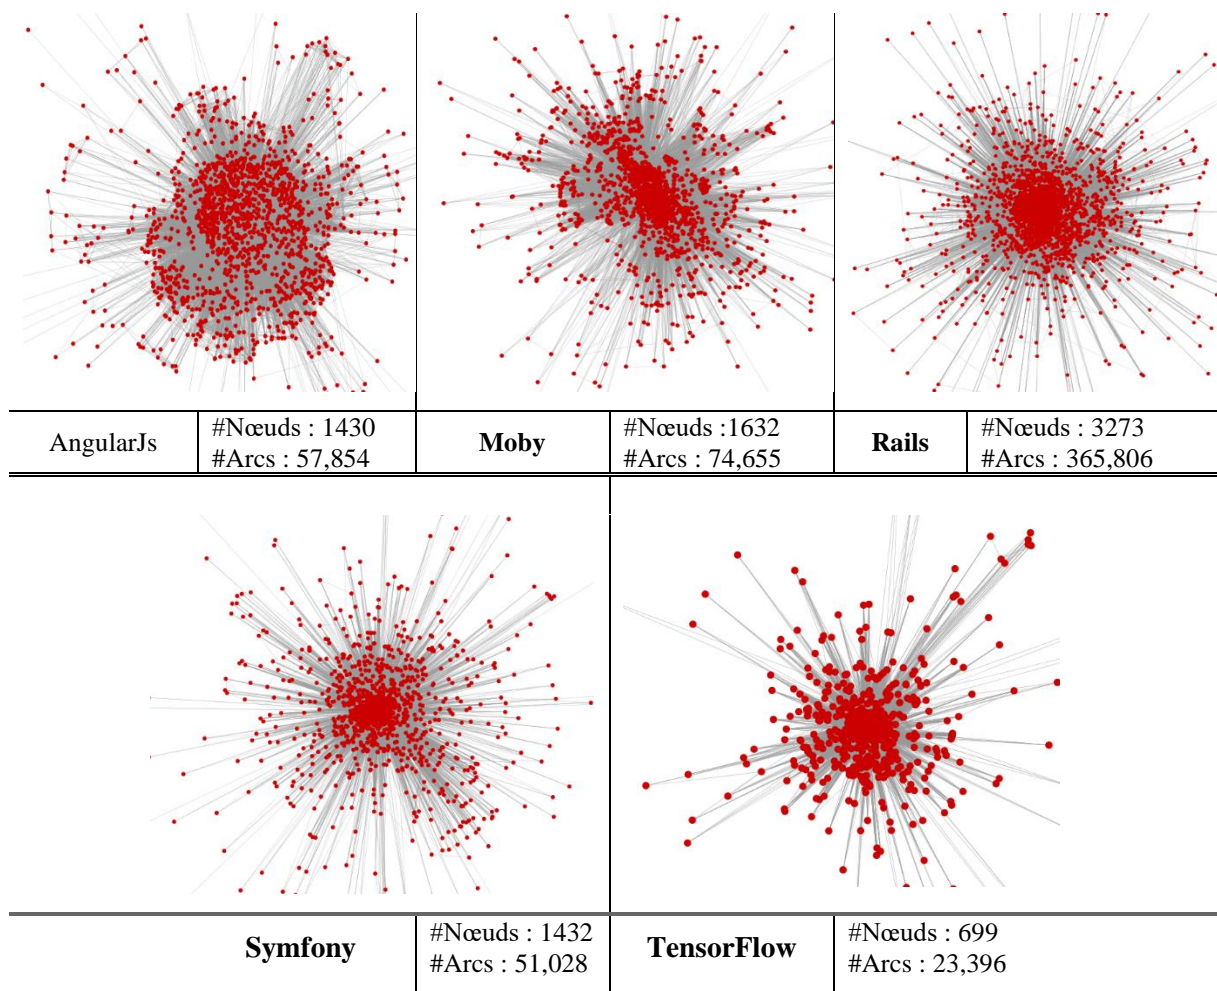 AngularJs
#Nœuds : 1430
#Arcs : 57,854
Moby
#Nœuds :1632
#Arcs : 74,655
Rails
#Nœuds : 3273
#Arcs : 365,806
Symfony
#Nœuds : 1432
#Arcs : 51,028
TensorFlow
#Nœuds : 699
#Arcs : 23,396